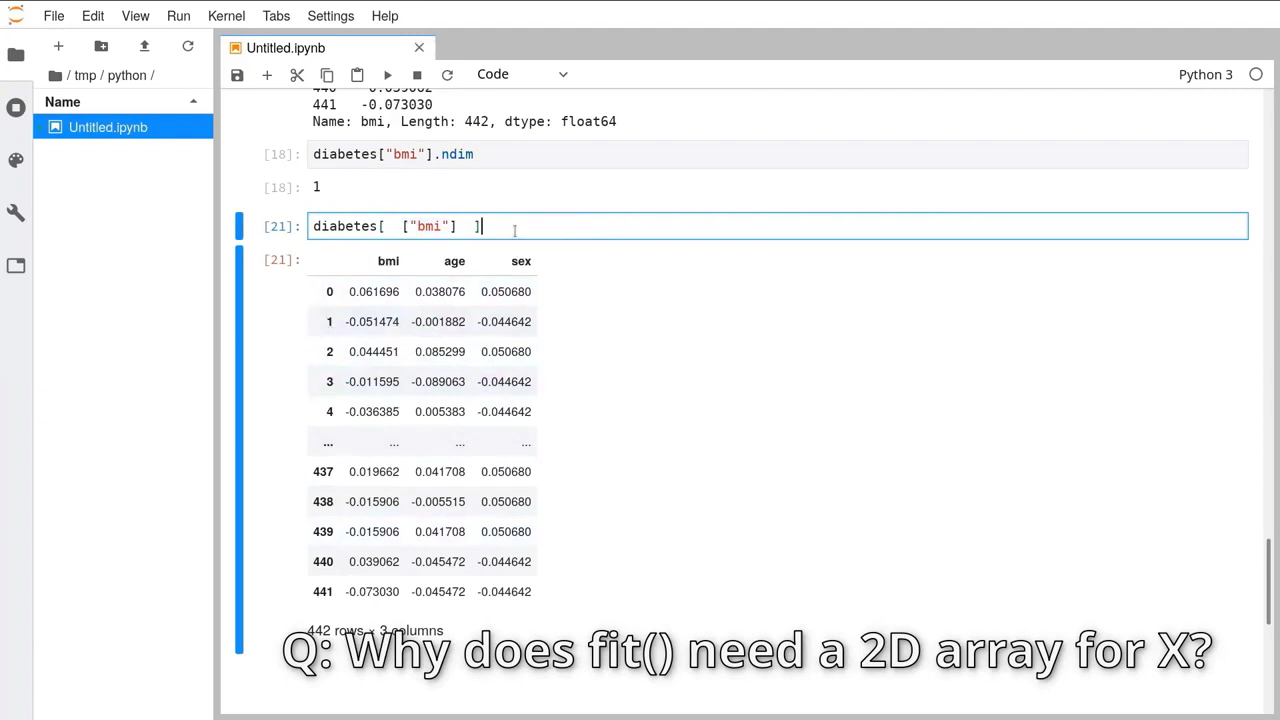 File Edit View Run Kernel Tabs Settings Help
Untitled.ipynb
Code
Python 3
/ tmp / python /
Name
Untitled.ipynb
441 -0.073030
Name: bmi, Length: 442, dtype: float64
[18]: diabetes["bmi"].ndim
[18]: 1
[21]: diabetes[ ["bmi"] ]
[21]:
bmi age sex
0 0.061696 0.038076 0.050680
1 -0.051474 -0.001882 -0.044642
2 0.044451 0.085299 0.050680
3 -0.011595 -0.089063 -0.044642
4 -0.036385 0.005383 -0.044642
... ... ... ...
437 0.019662 0.041708 0.050680
438 -0.015906 -0.005515 0.050680
439 -0.015906 0.041708 0.050680
440 0.039062 -0.045472 -0.044642
441 -0.073030 -0.045472 -0.044642
442 rows × 3 columns
Q: Why does fit() need a 2D array for X?